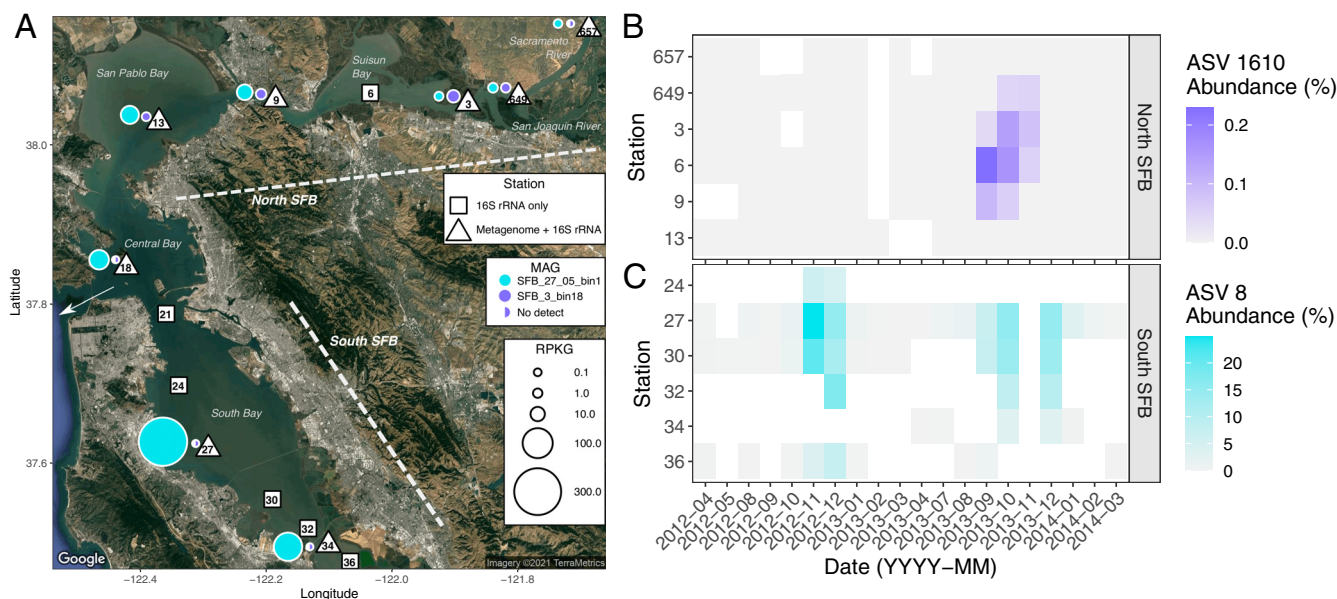 A
San Pablo Bay
Suisun
Bay
Sacramento
River
657
9
6
3
649
13
San Joaquin River
38.0
North SFB
Station
16S rRNA only
Metagenome + 16S rRNA
Central Bay
18
MAG
SFB_27_05_bin1
SFB_3_bin18
No detect
37.8
21
South SFB
RPKG
0.1
1.0
10.0
100.0
300.0
24
South Bay
27
37.6
30
32
34
36
Google
Imagery ©2021 TerraMetrics
−122.4
−122.2
−122.0
−121.8
Latitude
Longitude
B
657
649
3
6
9
13
Station
North SFB
ASV 1610
Abundance (%)
0.2
0.1
0.0
C
24
27
30
32
34
36
Station
South SFB
ASV 8
Abundance (%)
20
15
10
5
0
2012−04
2012−05
2012−08
2012−09
2012−10
2012−11
2012−12
2013−01
2013−02
2013−03
2013−04
2013−07
2013−08
2013−09
2013−10
2013−11
2013−12
2014−01
2014−02
2014−03
Date (YYYY−MM)